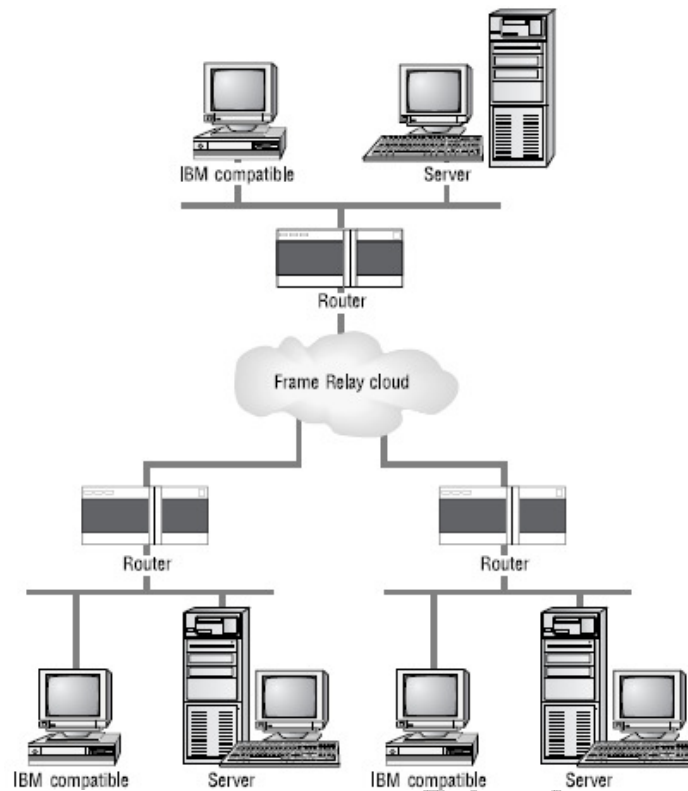 IBM compatible
Server
Router
Frame Relay cloud
Router
Router
IBM compatible
Server
IBM compatible
Server